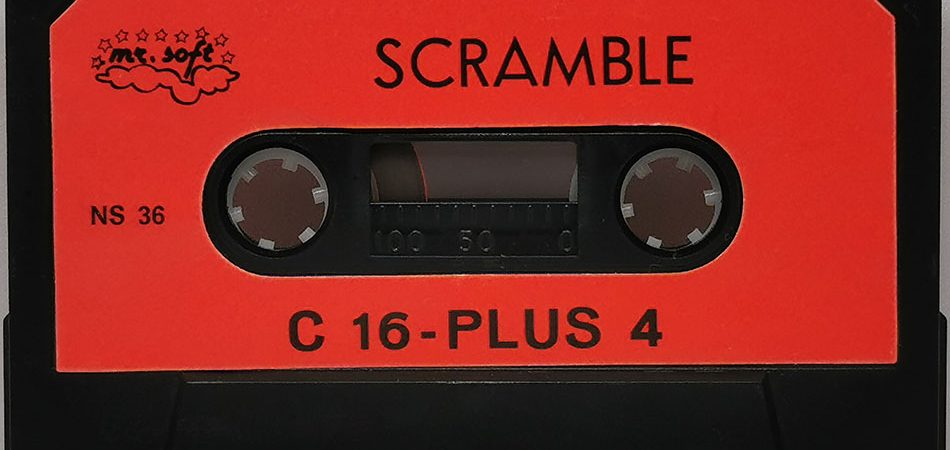 mr. soft
SCRAMBLE
NS 36
100 50 0
C 16-PLUS 4